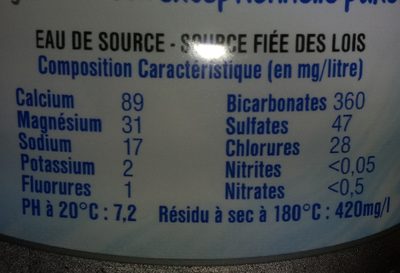 exceptionnelle
EAU DE SOURCE - SOURCE FIÉE DES LOIS
Composition Caractéristique (en mg/litre)
Calcium 89 Bicarbonates 360
Magnésium 31 Sulfates 47
Sodium 17 Chlorures 28
Potassium 2 Nitrites <0,05
Fluorures 1 Nitrates <0,5
PH à 20°C : 7,2 Résidu à sec à 180°C : 420mg/l